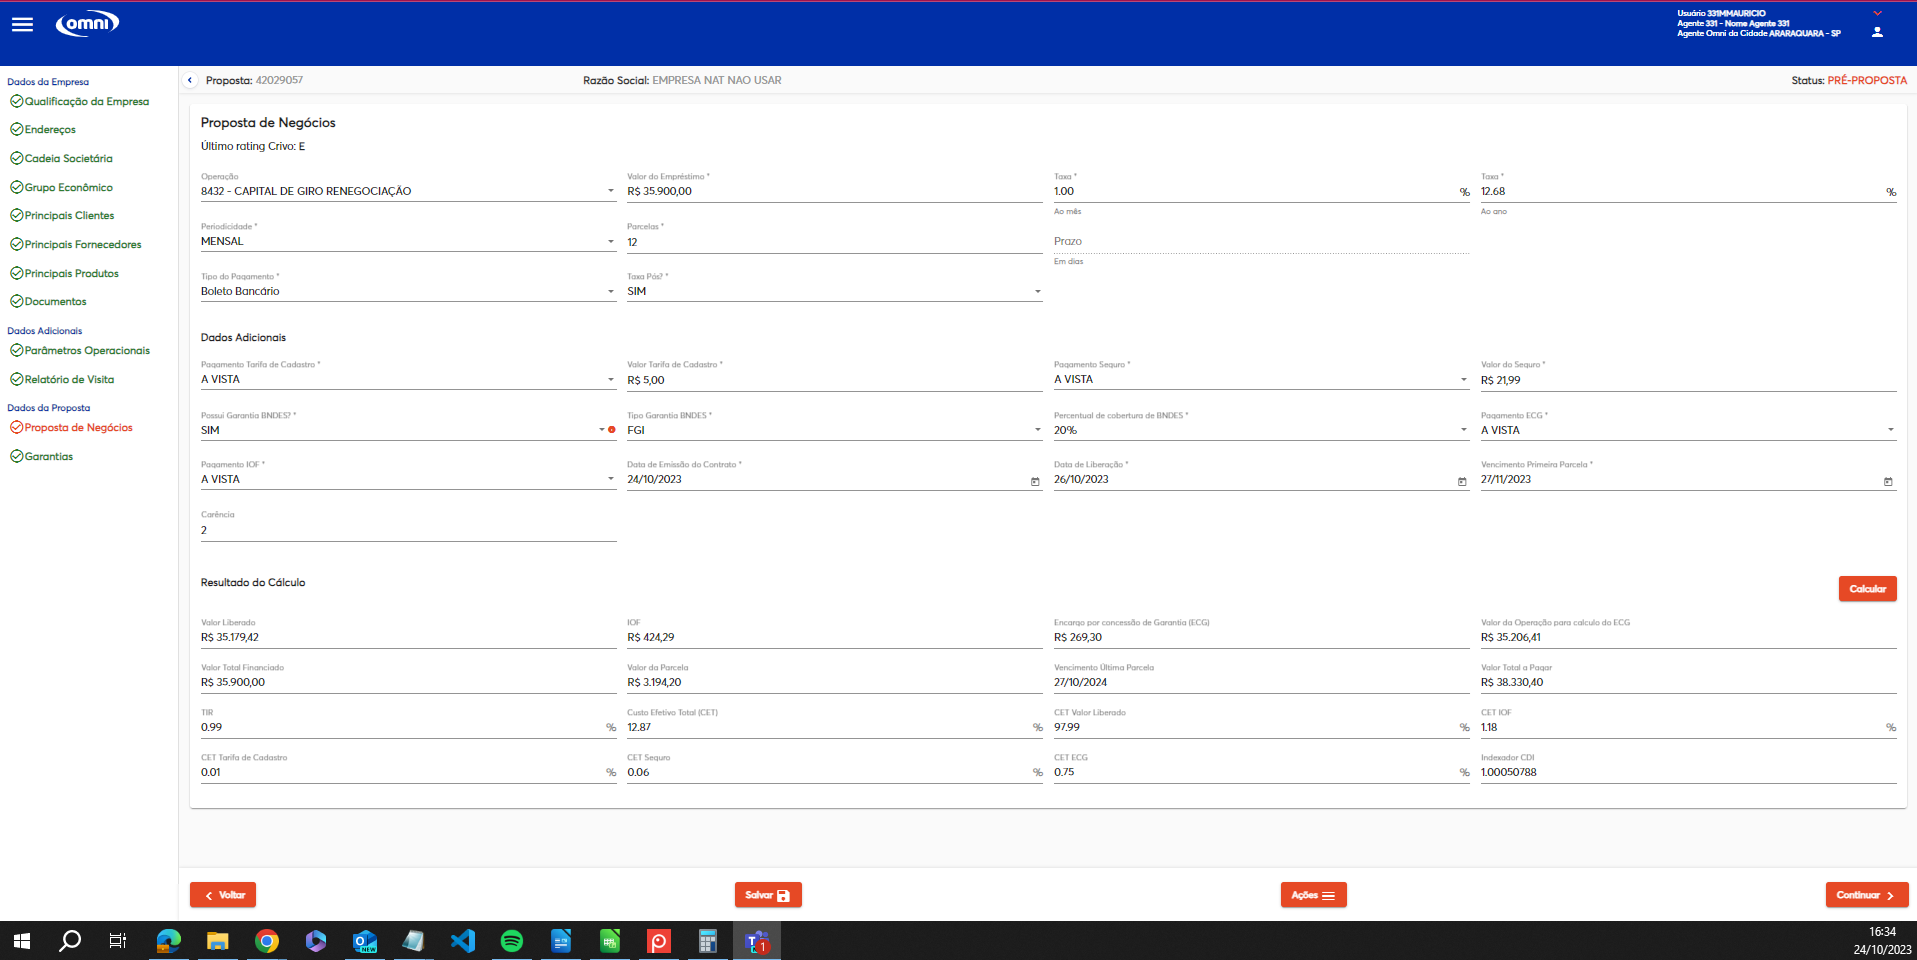 omni
Usuário 331MMAURICIO
Agente 331 - Nome Agente 331
Agente Omni da Cidade ARARAQUARA - SP
Dados da Empresa
Qualificação da Empresa
Endereços
Cadeia Societária
Grupo Econômico
Principais Clientes
Principais Fornecedores
Principais Produtos
Documentos
Dados Adicionais
Parâmetros Operacionais
Relatório de Visita
Dados da Proposta
Proposta de Negócios
Garantias
Proposta: 42029057
Razão Social: EMPRESA NAT NAO USAR
Status: PRÉ-PROPOSTA
Proposta de Negócios
Último rating Crivo: E
Operação
8432 - CAPITAL DE GIRO RENEGOCIAÇÃO
Valor do Empréstimo *
R$ 35.900,00
Taxa *
1.00 %
Ao mês
Taxa *
12.68 %
Ao ano
Periodicidade *
MENSAL
Parcelas *
12
Prazo
Em dias
Tipo do Pagamento *
Boleto Bancário
Taxa Pós? *
SIM
Dados Adicionais
Pagamento Tarifa de Cadastro *
A VISTA
Valor Tarifa de Cadastro *
R$ 5,00
Pagamento Seguro *
A VISTA
Valor do Seguro *
R$ 21,99
Possui Garantia BNDES? *
SIM
Tipo Garantia BNDES *
FGI
Percentual de cobertura de BNDES *
20%
Pagamento ECG *
A VISTA
Pagamento IOF *
A VISTA
Data de Emissão do Contrato *
24/10/2023
Data de Liberação *
26/10/2023
Vencimento Primeira Parcela *
27/11/2023
Carência
2
Resultado do Cálculo
Calcular
Valor Liberado
R$ 35.179,42
IOF
R$ 424,29
Encargo por concessão de Garantia (ECG)
R$ 269,30
Valor da Operação para calculo do ECG
R$ 35.206,41
Valor Total Financiado
R$ 35.900,00
Valor da Parcela
R$ 3.194,20
Vencimento Última Parcela
27/10/2024
Valor Total a Pagar
R$ 38.330,40
TIR
0.99 %
Custo Efetivo Total (CET)
12.87 %
CET Valor Liberado
97.99 %
CET IOF
1.18 %
CET Tarifa de Cadastro
0.01 %
CET Seguro
0.06 %
CET ECG
0.75 %
Indexador CDI
1.00050788
Voltar
Salvar
Ações
Continuar
NEW
1
16:34
24/10/2023